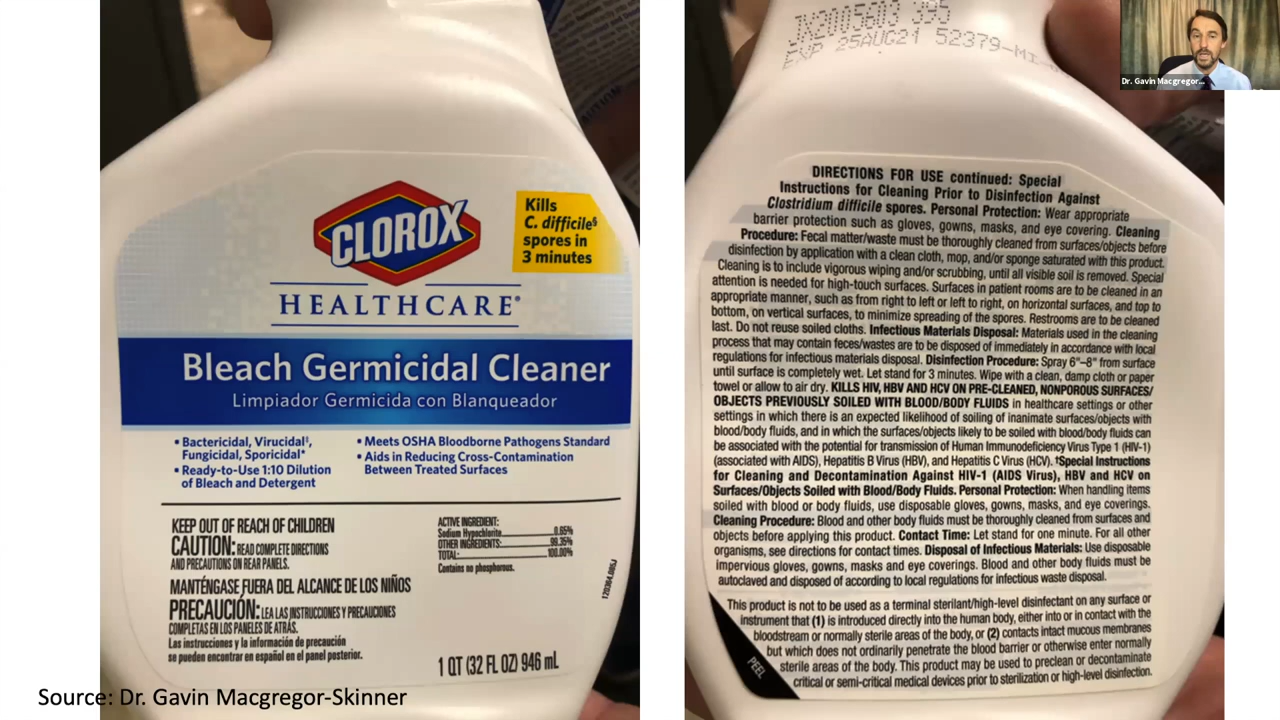 CLOROX
HEALTHCARE®
Kills
C. difficile§
spores in
3 minutes
Bleach Germicidal Cleaner
Limpiador Germicida con Blanqueador
• Bactericidal, Virucidal‡,
Fungicidal, Sporicidal*
• Ready-to-Use 1:10 Dilution
of Bleach and Detergent
• Meets OSHA Bloodborne Pathogens Standard
• Aids in Reducing Cross-Contamination
Between Treated Surfaces
KEEP OUT OF REACH OF CHILDREN
CAUTION: READ COMPLETE DIRECTIONS
AND PRECAUTIONS ON REAR PANELS.
MANTÉNGASE FUERA DEL ALCANCE DE LOS NIÑOS
PRECAUCIÓN: LEA LAS INSTRUCCIONES Y PRECAUCIONES
COMPLETAS EN LOS PANELES DE ATRÁS.
Las instrucciones y la información de precaución
se pueden encontrar en español en el panel posterior.
ACTIVE INGREDIENT:
Sodium Hypochlorite 0.65%
OTHER INGREDIENTS: 99.35%
TOTAL: 100.00%
Contains no phosphorus.
1 QT (32 FL OZ) 946 mL
Source: Dr. Gavin Macgregor-Skinner
EXP 25AUG21 52379-MI-
DIRECTIONS FOR USE continued: Special
Instructions for Cleaning Prior to Disinfection Against
Clostridium difficile spores. Personal Protection: Wear appropriate
barrier protection such as gloves, gowns, masks, and eye covering. Cleaning
Procedure: Fecal matter/waste must be thoroughly cleaned from surfaces/objects before
disinfection by application with a clean cloth, mop, and/or sponge saturated with this product.
Cleaning is to include vigorous wiping and/or scrubbing, until all visible soil is removed. Special
attention is needed for high-touch surfaces. Surfaces in patient rooms are to be cleaned in an
appropriate manner, such as from right to left or left to right, on horizontal surfaces, and top to
bottom, on vertical surfaces, to minimize spreading of the spores. Restrooms are to be cleaned
last. Do not reuse soiled cloths. Infectious Materials Disposal: Materials used in the cleaning
process that may contain feces/wastes are to be disposed of immediately in accordance with local
regulations for infectious materials disposal. Disinfection Procedure: Spray 6"–8" from surface
until surface is completely wet. Let stand for 3 minutes. Wipe with a clean, damp cloth or paper
towel or allow to air dry. KILLS HIV, HBV AND HCV ON PRE-CLEANED, NONPOROUS SURFACES/
OBJECTS PREVIOUSLY SOILED WITH BLOOD/BODY FLUIDS in healthcare settings or other
settings in which there is an expected likelihood of soiling of inanimate surfaces/objects with
blood/body fluids, and in which the surfaces/objects likely to be soiled with blood/body fluids can
be associated with the potential for transmission of Human Immunodeficiency Virus Type 1 (HIV-1)
(associated with AIDS), Hepatitis B Virus (HBV), and Hepatitis C Virus (HCV). ‡Special Instructions
for Cleaning and Decontamination Against HIV-1 (AIDS Virus), HBV and HCV on
Surfaces/Objects Soiled with Blood/Body Fluids. Personal Protection: When handling items
soiled with blood or body fluids, use disposable gloves, gowns, masks, and eye coverings.
Cleaning Procedure: Blood and other body fluids must be thoroughly cleaned from surfaces and
objects before applying this product. Contact Time: Let stand for one minute. For all other
organisms, see directions for contact times. Disposal of Infectious Materials: Use disposable
impervious gloves, gowns, masks and eye coverings. Blood and other body fluids must be
autoclaved and disposed of according to local regulations for infectious waste disposal.
This product is not to be used as a terminal sterilant/high-level disinfectant on any surface or
instrument that (1) is introduced directly into the human body, either into or in contact with the
bloodstream or normally sterile areas of the body, or (2) contacts intact mucous membranes
but which does not ordinarily penetrate the blood barrier or otherwise enter normally
sterile areas of the body. This product may be used to preclean or decontaminate
critical or semi-critical medical devices prior to sterilization or high-level disinfection.
PEEL
Dr. Gavin Macgregor...